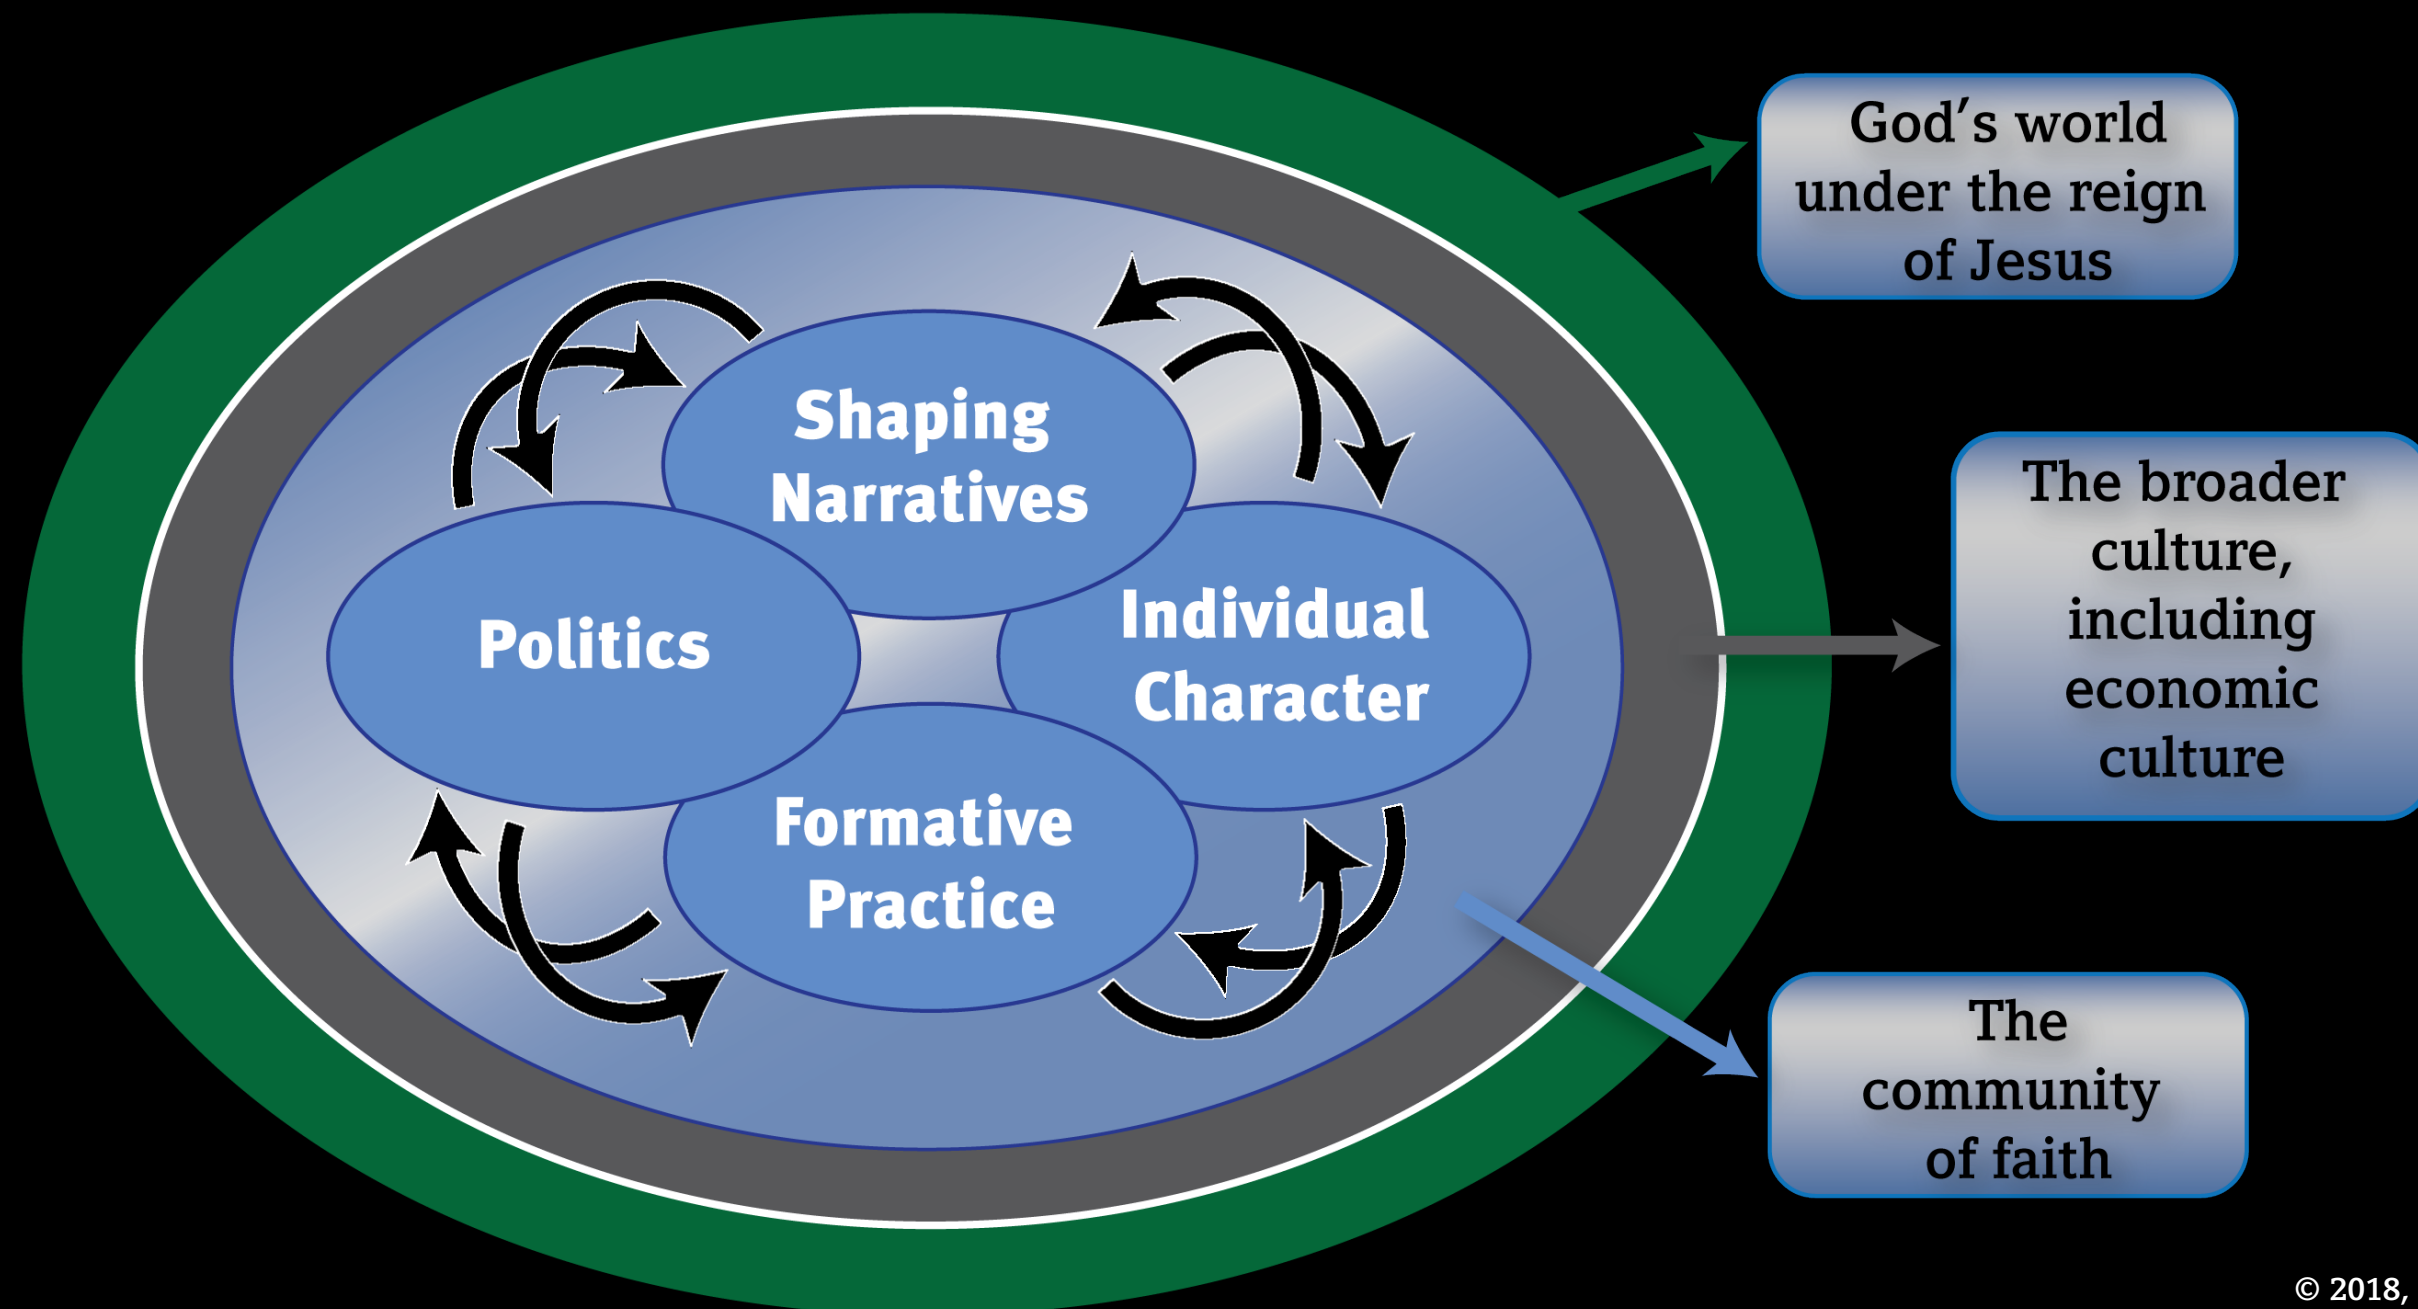 Shaping
Narratives
Politics
Individual
Character
Formative
Practice
God's world
under the reign
of Jesus
The broader
culture,
including
economic
culture
The
community
of faith
© 2018,